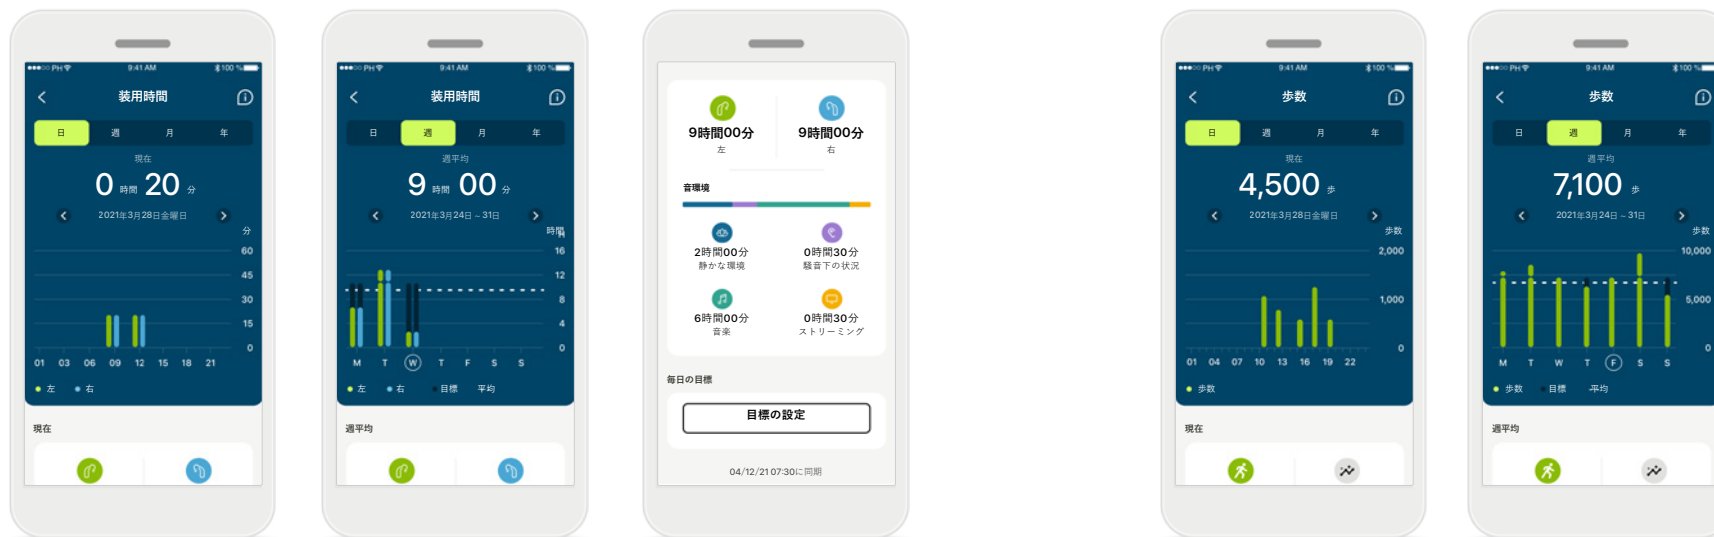 PH 9:41 AM 100 %
装用時間
日 週 月 年
現在
0 時間 20 分
2021年3月28日金曜日
分
60
45
30
15
0
01 03 06 09 12 15 18 21
左 右
現在
PH 9:41 AM 100 %
装用時間
日 週 月 年
週平均
9 時間 00 分
2021年3月24日 ~ 31日
時間
16
12
8
4
0
M T W T F S S
左 右 目標 平均
週平均
9時間00分 9時間00分
左 右
音環境
2時間00分 0時間30分
静かな環境 騒音下の状況
6時間00分 0時間30分
音楽 ストリーミング
毎日の目標
目標の設定
04/12/21 07:30に同期
PH 9:41 AM 100 %
歩数
日 週 月 年
現在
4,500 歩
2021年3月28日金曜日
歩数
2,000
1,000
0
01 04 07 10 13 16 19 22
歩数
現在
PH 9:41 AM 100 %
歩数
日 週 月 年
週平均
7,100 歩
2021年3月24日 ~ 31日
歩数
10,000
5,000
0
M T W T F S S
歩数 目標 平均
週平均